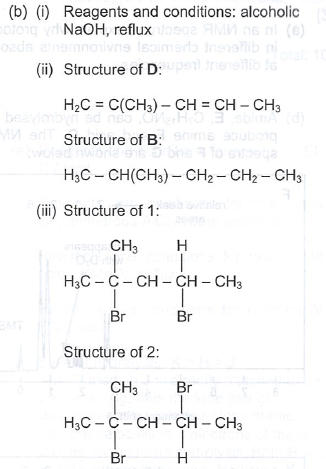 (b) (i) Reagents and conditions: alcoholic
NaOH, reflux
(ii) Structure of D:
H₂C = C(CH₃) – CH = CH – CH₃
Structure of B:
H₃C – CH(CH₃) – CH₂ – CH₂ – CH₃
(iii) Structure of 1:
CH₃ H
H₃C – C – CH – CH – CH₃
Br Br
Structure of 2:
CH₃ Br
H₃C – C – CH – CH – CH₃
Br H